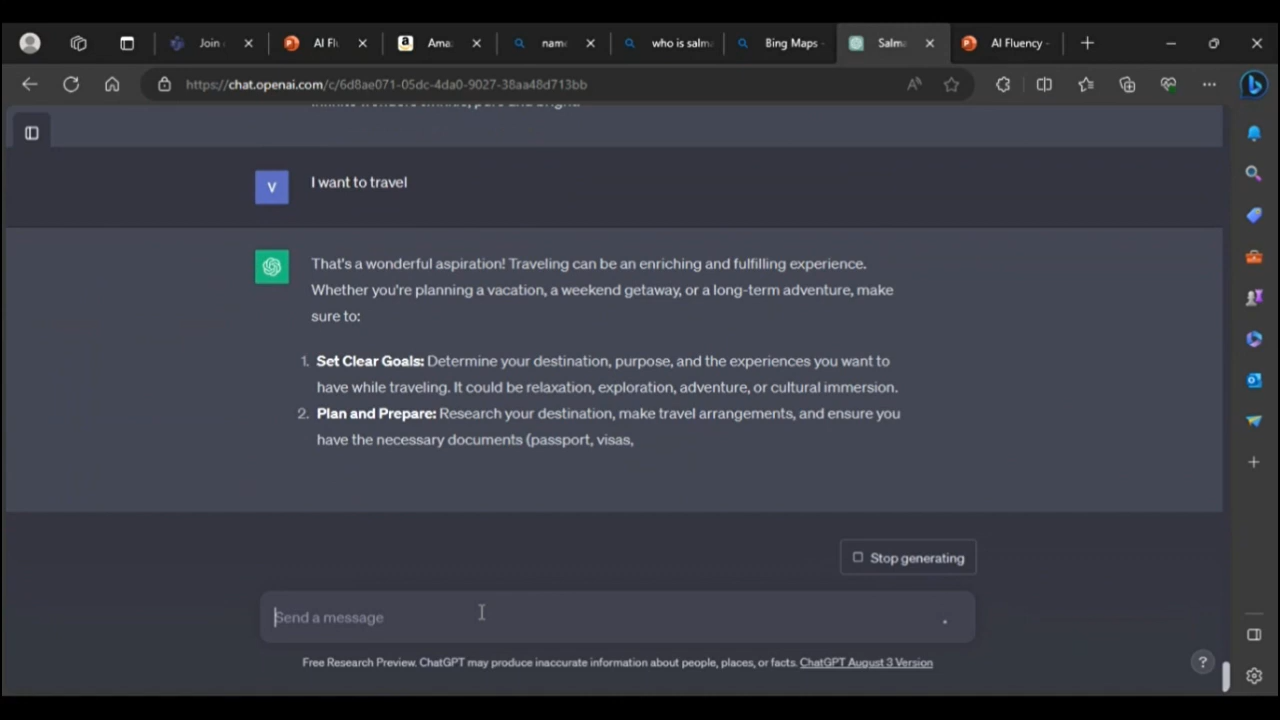 Join
AI Fl
Ama
nam
who is salm
Bing Maps
Salm
AI Fluency
https://chat.openai.com/c/6d8ae071-05dc-4da0-9027-38aa48d713bb
V
I want to travel
That's a wonderful aspiration! Traveling can be an enriching and fulfilling experience.
Whether you're planning a vacation, a weekend getaway, or a long-term adventure, make
sure to:
1. Set Clear Goals: Determine your destination, purpose, and the experiences you want to
have while traveling. It could be relaxation, exploration, adventure, or cultural immersion.
2. Plan and Prepare: Research your destination, make travel arrangements, and ensure you
have the necessary documents (passport, visas,
Stop generating
Send a message
Free Research Preview. ChatGPT may produce inaccurate information about people, places, or facts. ChatGPT August 3 Version
?